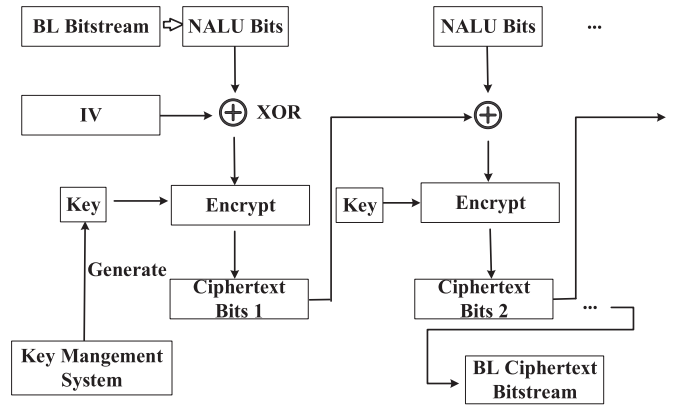 BL Bitstream
NALU Bits
NALU Bits
...
IV
XOR
Key
Encrypt
Key
Encrypt
Generate
Ciphertext
Bits 1
Ciphertext
Bits 2
...
Key Mangement
System
BL Ciphertext
Bitstream